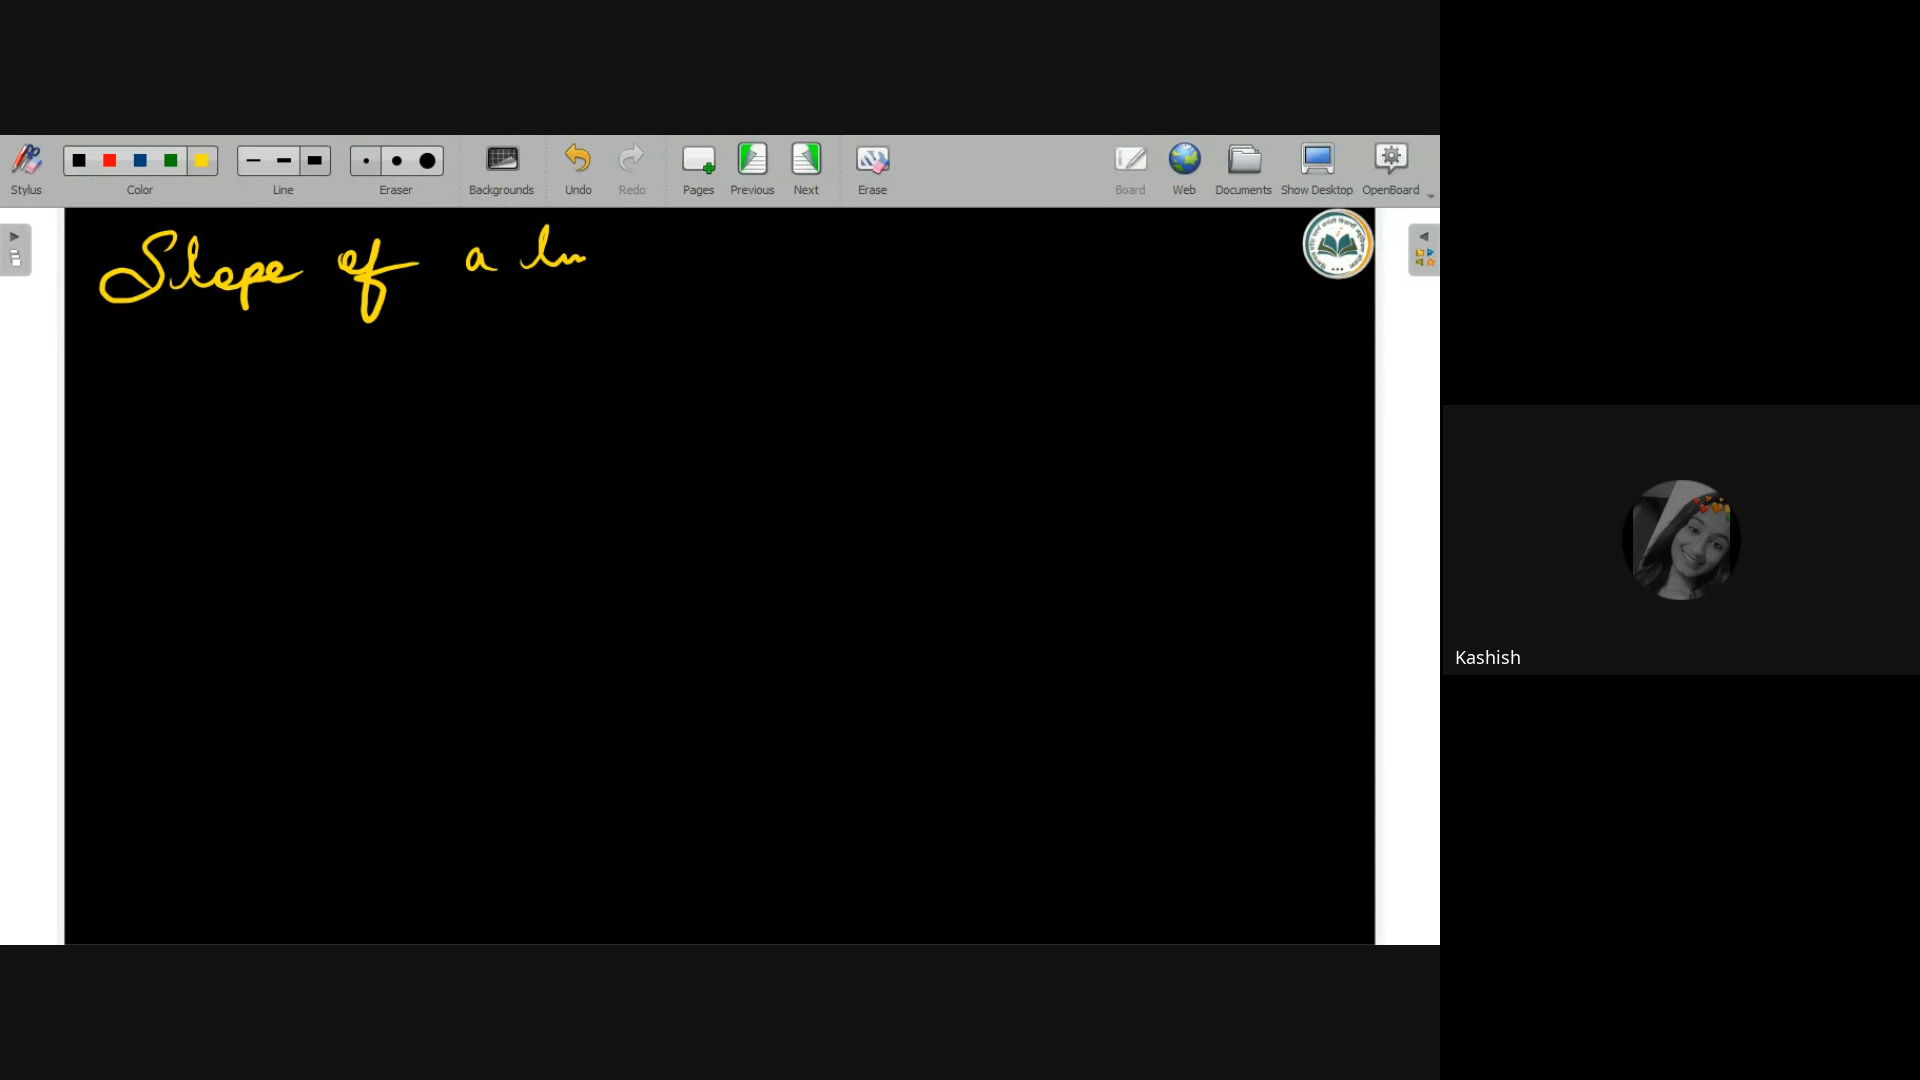 Stylus
Color
Line
Eraser
Backgrounds
Undo
Redo
Pages
Previous
Next
Erase
Board
Web
Documents
Show Desktop
OpenBoard
Slope of a lin
Kashish